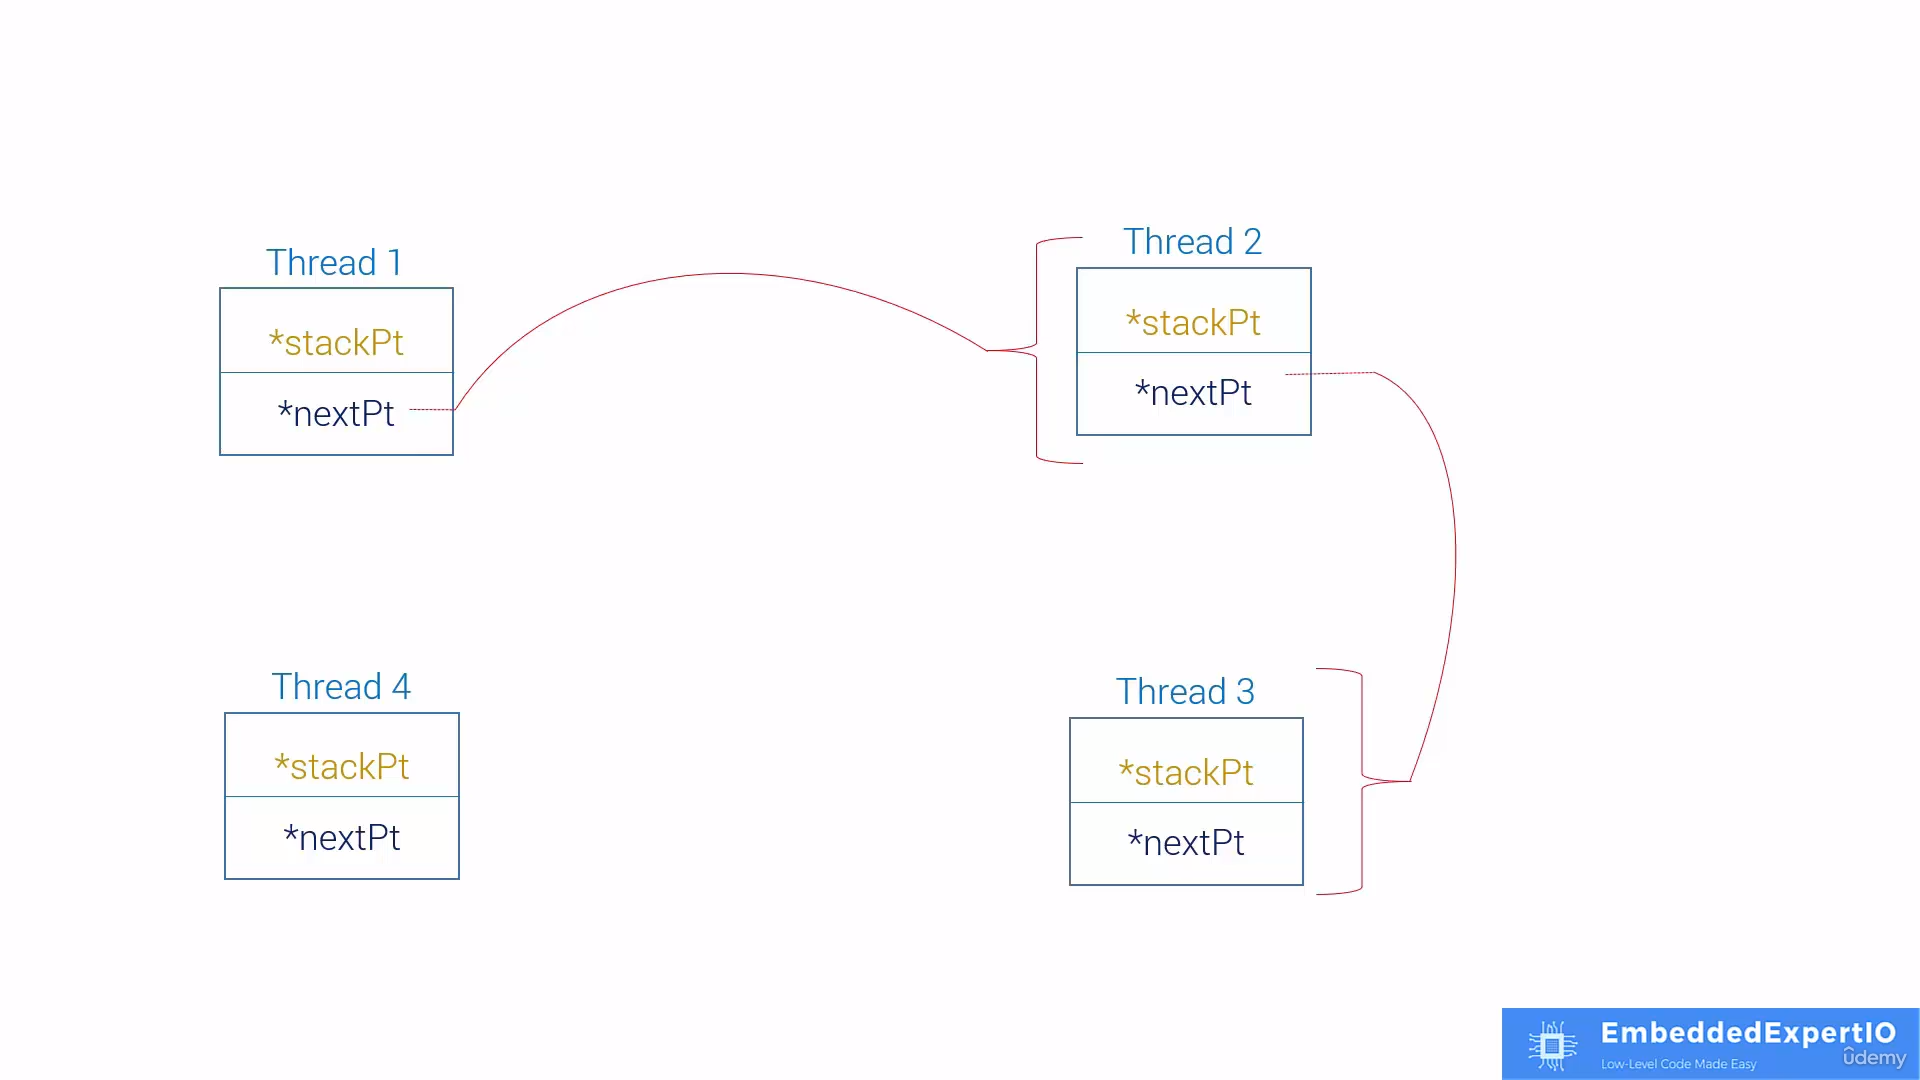 Thread 1
*stackPt
*nextPt
Thread 2
*stackPt
*nextPt
Thread 4
*stackPt
*nextPt
Thread 3
*stackPt
*nextPt
EmbeddedExpertIO
Low-Level Code Made Easy
udemy